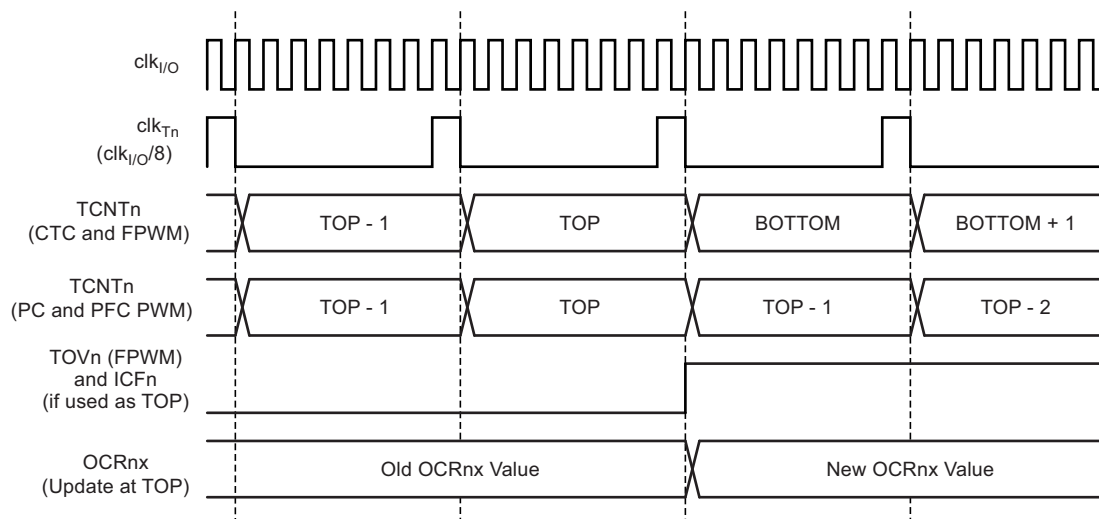 clkI/O
clkTn
(clkI/O/8)
TCNTn
(CTC and FPWM)
TOP - 1
TOP
BOTTOM
BOTTOM + 1
TCNTn
(PC and PFC PWM)
TOP - 1
TOP
TOP - 1
TOP - 2
TOVn (FPWM)
and ICFn
(if used as TOP)
OCRnx
(Update at TOP)
Old OCRnx Value
New OCRnx Value